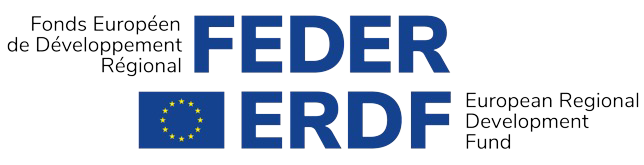 Fonds Européen
de Développement
Régional
FEDER
ERDF
European Regional
Development
Fund